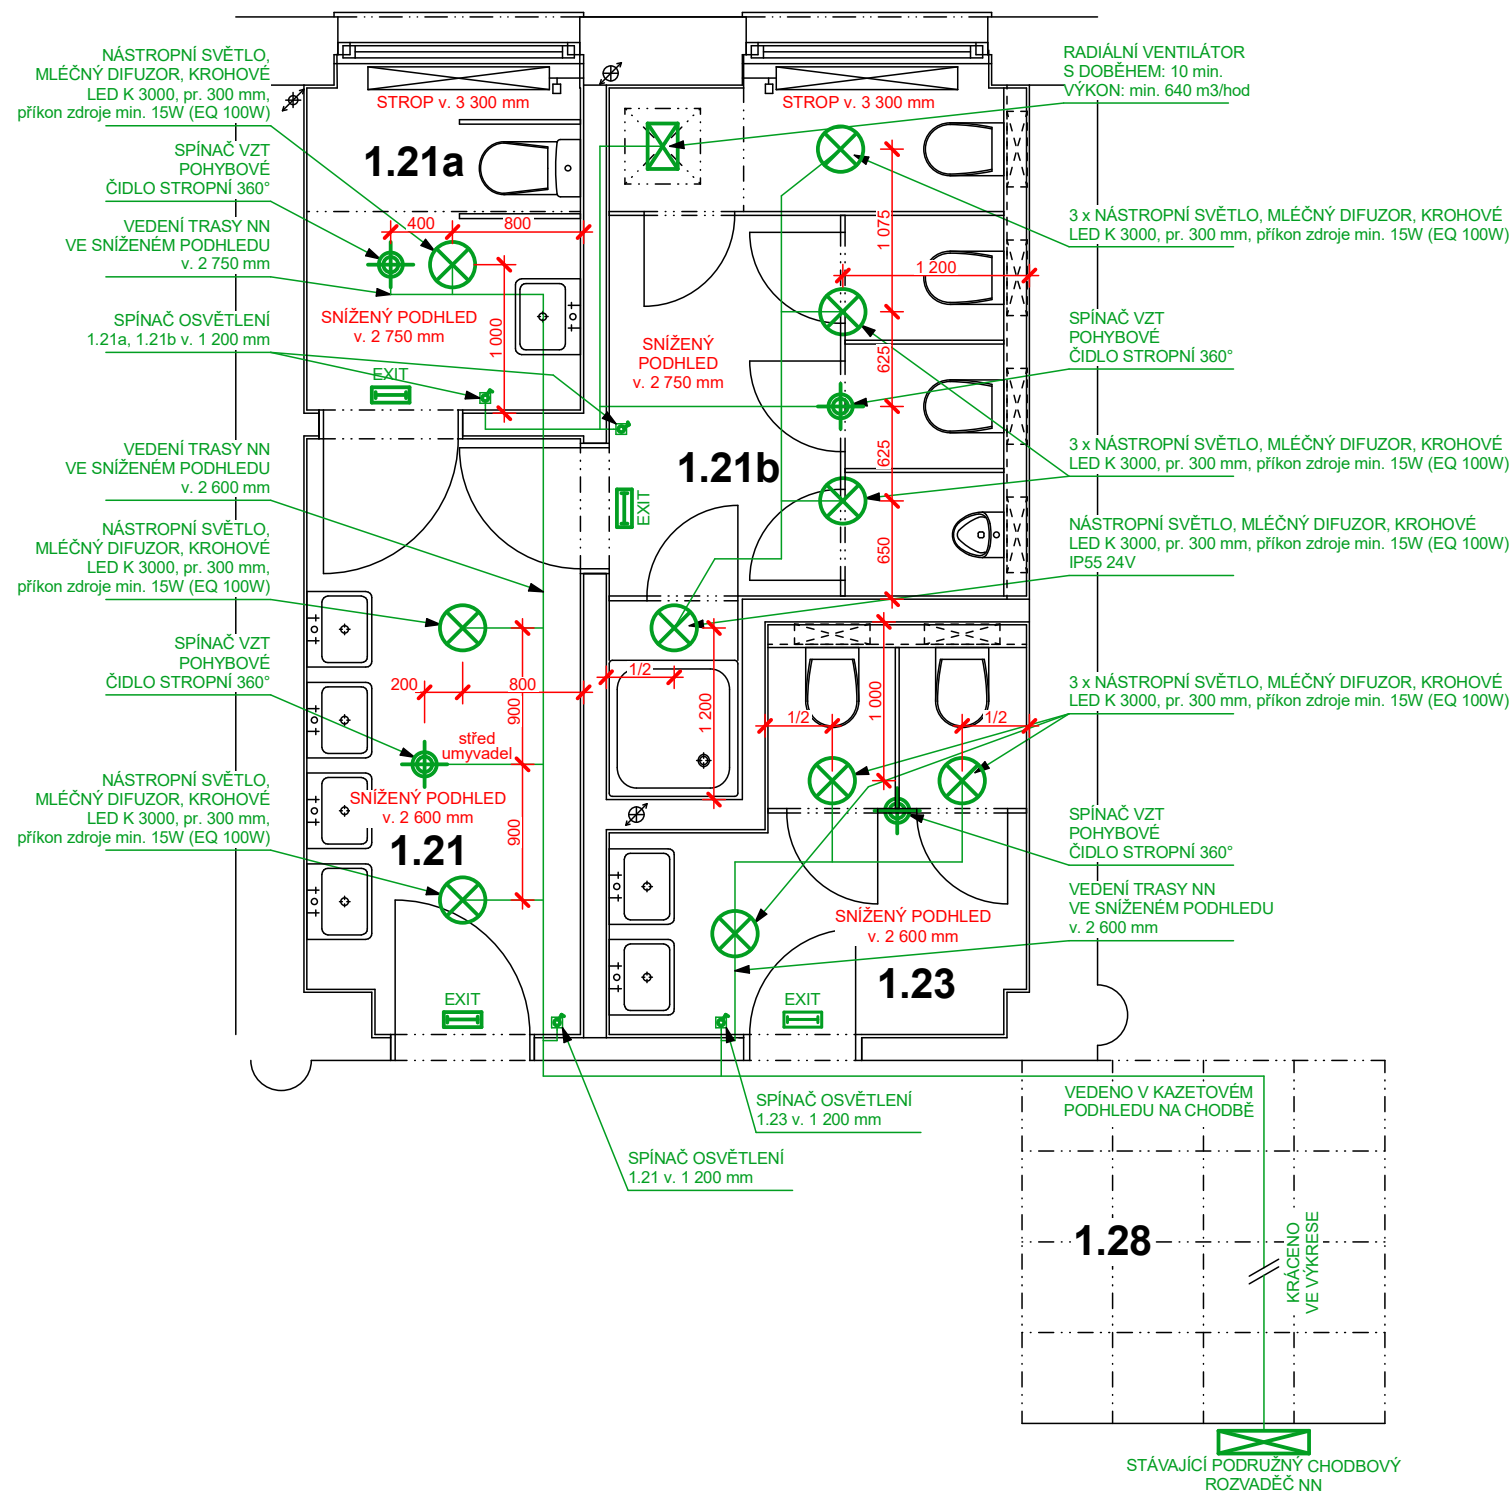 NÁSTROPNÍ SVĚTLO,
MLÉČNÝ DIFUZOR, KROHOVÉ
LED K 3000, pr. 300 mm,
příkon zdroje min. 15W (EQ 100W)
SPÍNAČ VZT
POHYBOVÉ
ČIDLO STROPNÍ 360°
VEDENÍ TRASY NN
VE SNÍŽENÉM PODHLEDU
v. 2 750 mm
SPÍNAČ OSVĚTLENÍ
1.21a, 1.21b v. 1 200 mm
VEDENÍ TRASY NN
VE SNÍŽENÉM PODHLEDU
v. 2 600 mm
NÁSTROPNÍ SVĚTLO,
MLÉČNÝ DIFUZOR, KROHOVÉ
LED K 3000, pr. 300 mm,
příkon zdroje min. 15W (EQ 100W)
SPÍNAČ VZT
POHYBOVÉ
ČIDLO STROPNÍ 360°
NÁSTROPNÍ SVĚTLO,
MLÉČNÝ DIFUZOR, KROHOVÉ
LED K 3000, pr. 300 mm,
příkon zdroje min. 15W (EQ 100W)
STROP v. 3 300 mm
1.21a
400
800
SNÍŽENÝ PODHLED
v. 2 750 mm
1 000
EXIT
STROP v. 3 300 mm
1 075
1 200
SNÍŽENÝ
PODHLED
v. 2 750 mm
625
1.21b
625
EXIT
650
200
800
900
střed
umyvadel
SNÍŽENÝ PODHLED
v. 2 600 mm
900
1.21
EXIT
1/2
1 200
1/2
1 000
1/2
SNÍŽENÝ PODHLED
v. 2 600 mm
1.23
EXIT
RADIÁLNÍ VENTILÁTOR
S DOBĚHEM: 10 min.
VÝKON: min. 640 m3/hod
3 x NÁSTROPNÍ SVĚTLO, MLÉČNÝ DIFUZOR, KROHOVÉ
LED K 3000, pr. 300 mm, příkon zdroje min. 15W (EQ 100W)
SPÍNAČ VZT
POHYBOVÉ
ČIDLO STROPNÍ 360°
3 x NÁSTROPNÍ SVĚTLO, MLÉČNÝ DIFUZOR, KROHOVÉ
LED K 3000, pr. 300 mm, příkon zdroje min. 15W (EQ 100W)
NÁSTROPNÍ SVĚTLO, MLÉČNÝ DIFUZOR, KROHOVÉ
LED K 3000, pr. 300 mm, příkon zdroje min. 15W (EQ 100W)
IP55 24V
3 x NÁSTROPNÍ SVĚTLO, MLÉČNÝ DIFUZOR, KROHOVÉ
LED K 3000, pr. 300 mm, příkon zdroje min. 15W (EQ 100W)
SPÍNAČ VZT
POHYBOVÉ
ČIDLO STROPNÍ 360°
VEDENÍ TRASY NN
VE SNÍŽENÉM PODHLEDU
v. 2 600 mm
SPÍNAČ OSVĚTLENÍ
1.23 v. 1 200 mm
SPÍNAČ OSVĚTLENÍ
1.21 v. 1 200 mm
VEDENO V KAZETOVÉM
PODHLEDU NA CHODBĚ
1.28
KRÁCENO
VE VÝKRESE
STÁVAJÍCÍ PODRUŽNÝ CHODBOVÝ
ROZVADĚČ NN